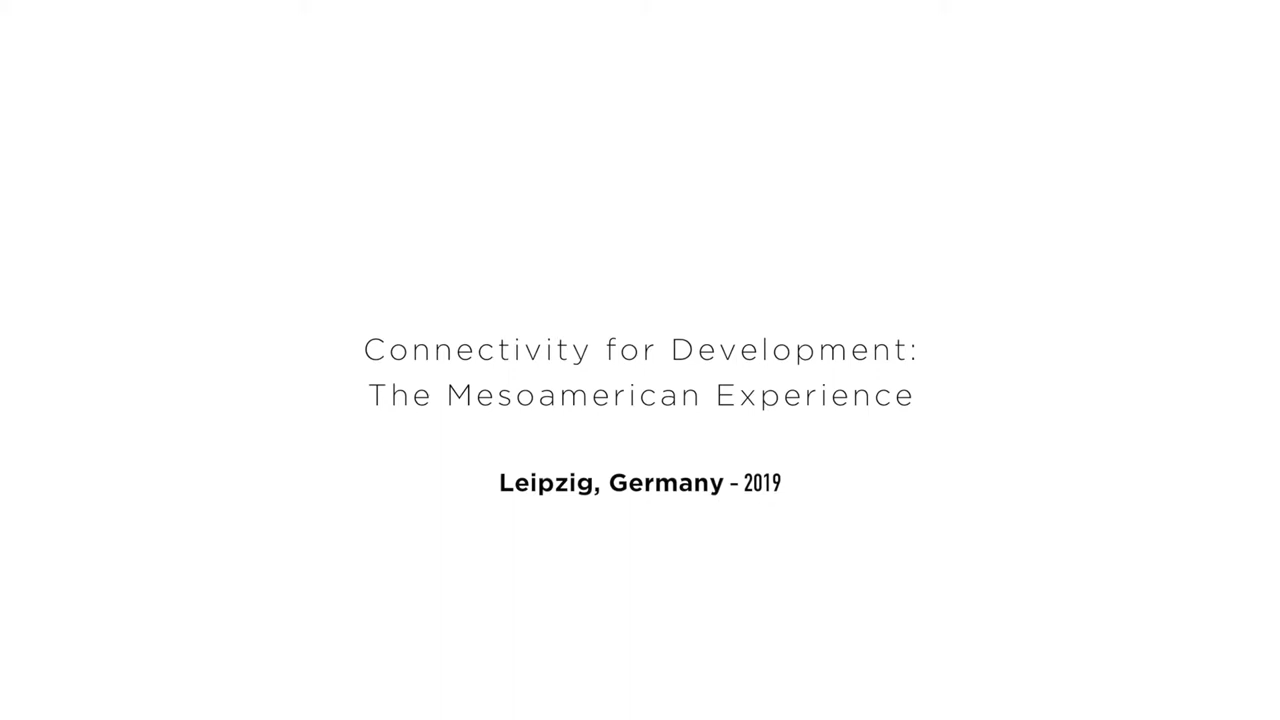 Connectivity for Development:
The Mesoamerican Experience
Leipzig, Germany - 2019